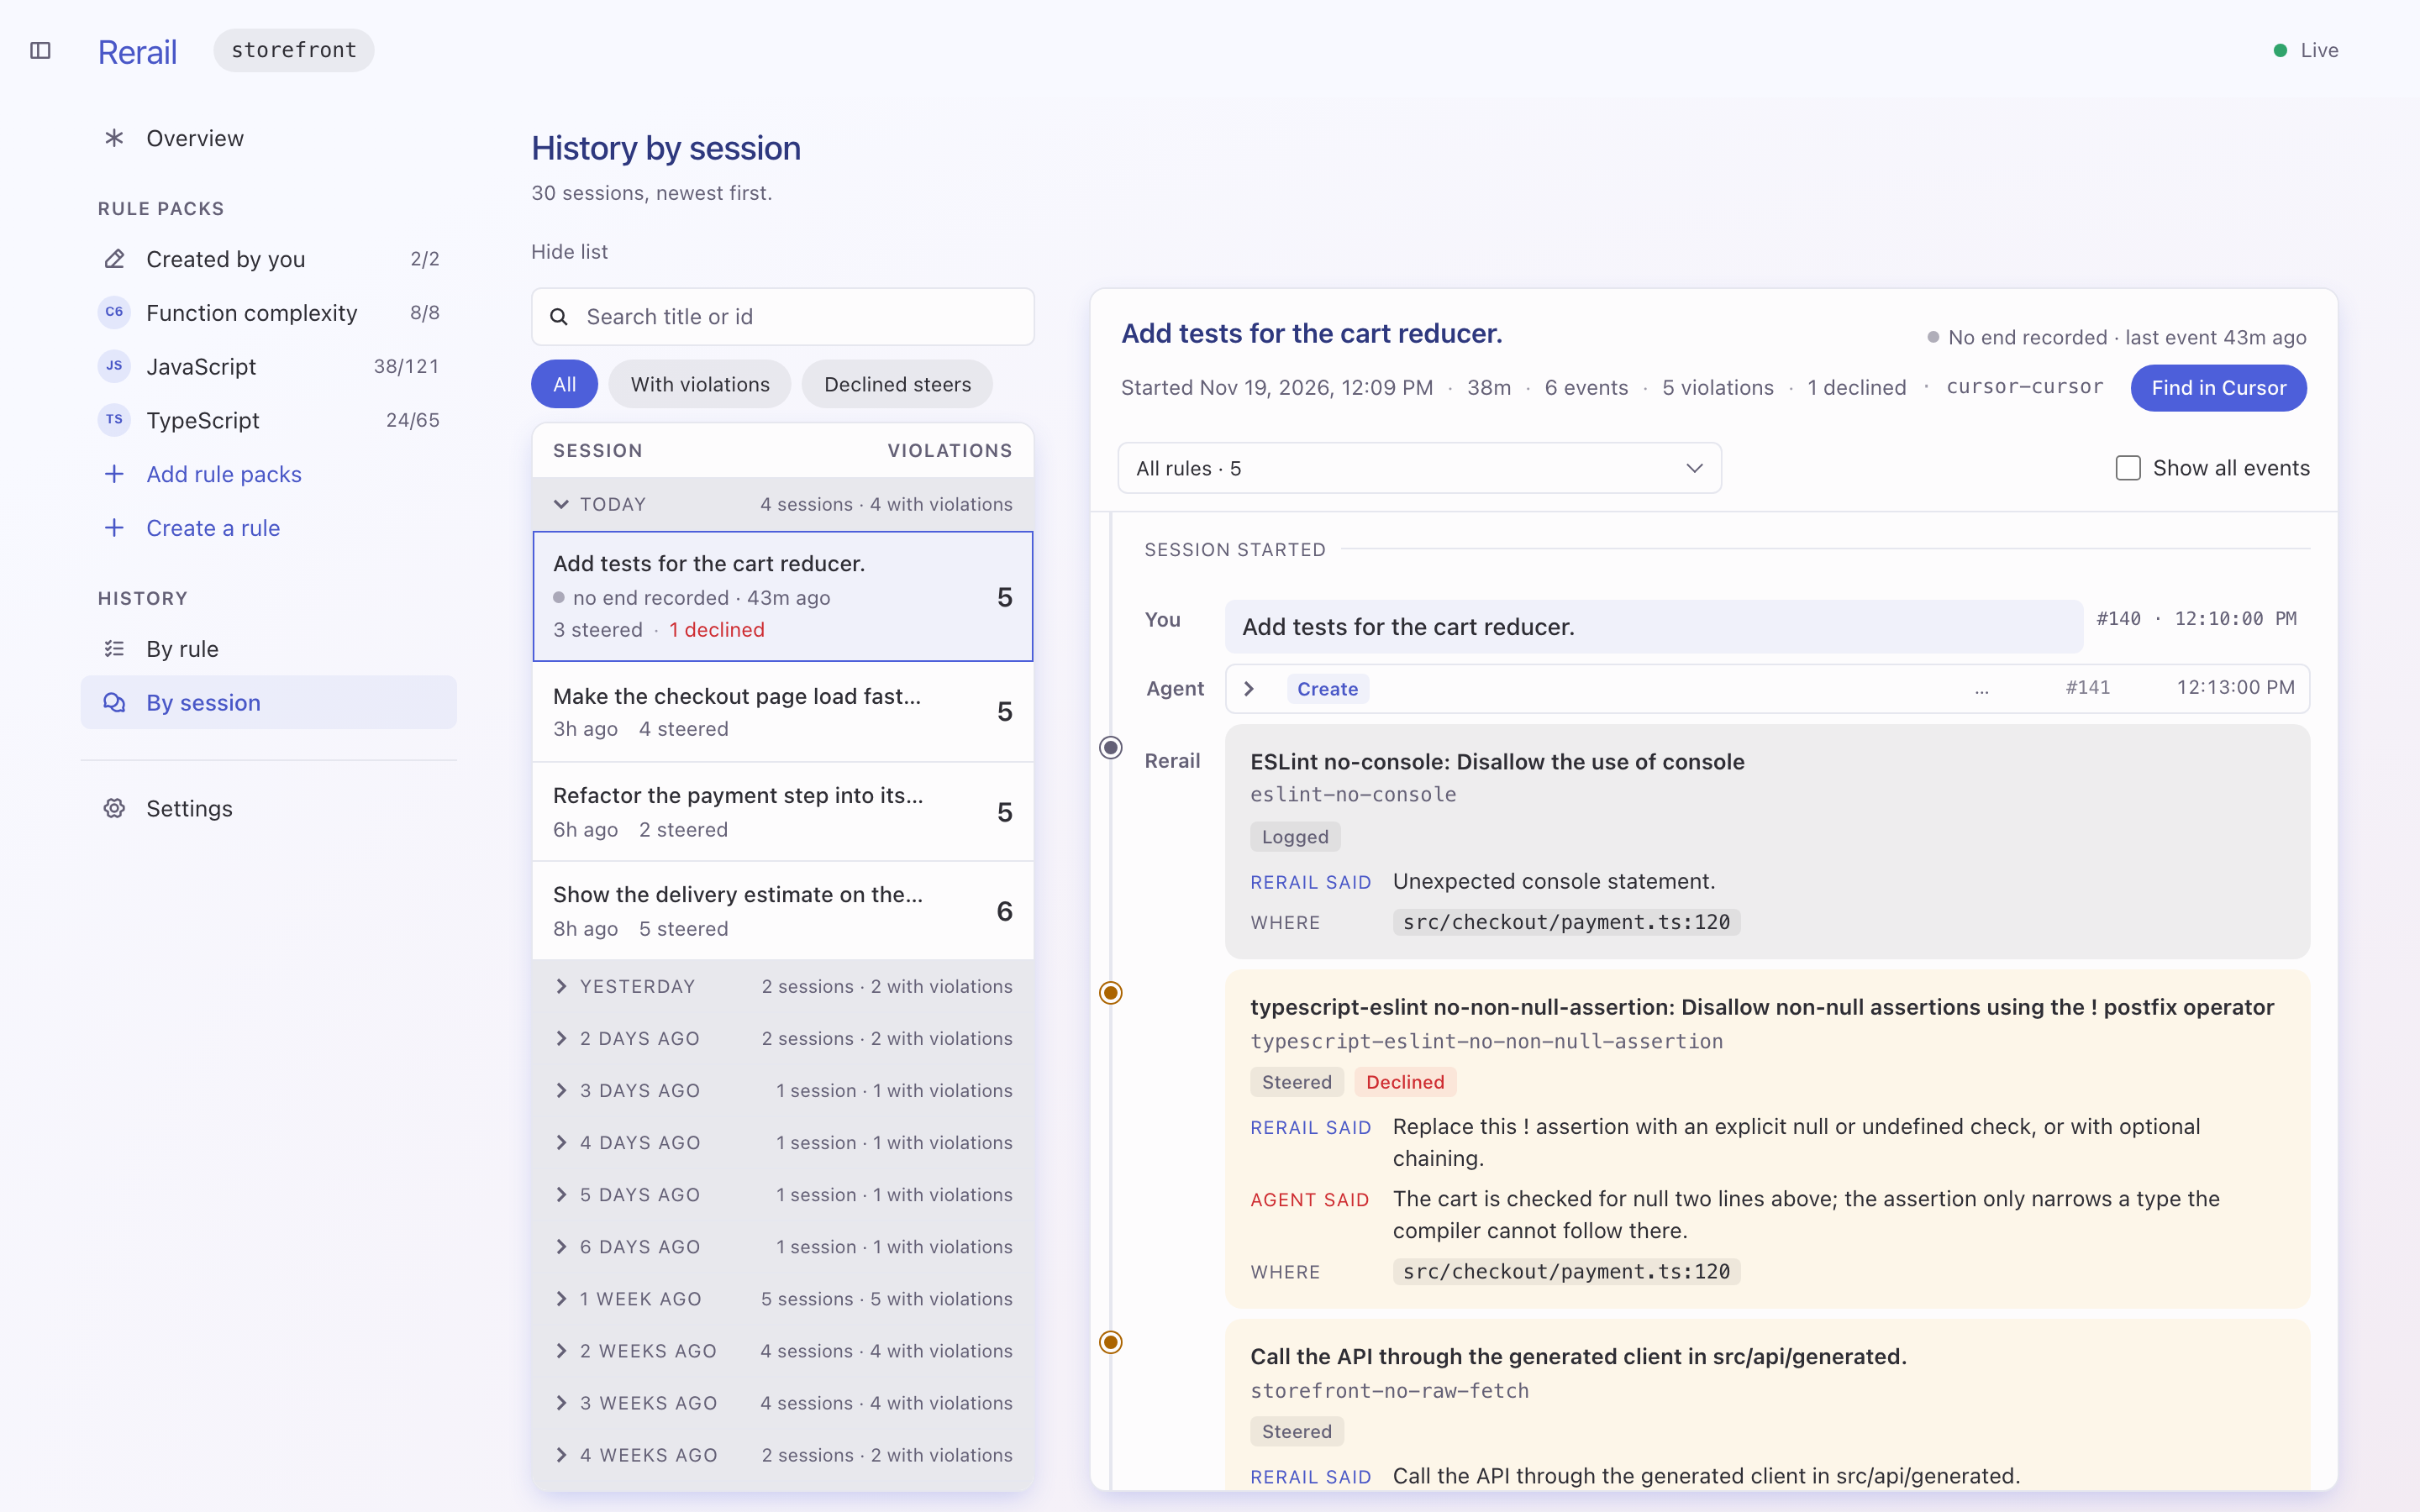 Rerail
storefront
Live
Overview
RULE PACKS
Created by you 2/2
C6 Function complexity 8/8
JS JavaScript 38/121
TS TypeScript 24/65
Add rule packs
Create a rule
HISTORY
By rule
By session
Settings
History by session
30 sessions, newest first.
Hide list
Search title or id
All With violations Declined steers
SESSION VIOLATIONS
TODAY 4 sessions · 4 with violations
Add tests for the cart reducer.
no end recorded · 43m ago
3 steered · 1 declined
5
Make the checkout page load fast...
3h ago 4 steered
5
Refactor the payment step into its...
6h ago 2 steered
5
Show the delivery estimate on the...
8h ago 5 steered
6
YESTERDAY 2 sessions · 2 with violations
2 DAYS AGO 2 sessions · 2 with violations
3 DAYS AGO 1 session · 1 with violations
4 DAYS AGO 1 session · 1 with violations
5 DAYS AGO 1 session · 1 with violations
6 DAYS AGO 1 session · 1 with violations
1 WEEK AGO 5 sessions · 5 with violations
2 WEEKS AGO 4 sessions · 4 with violations
3 WEEKS AGO 4 sessions · 4 with violations
4 WEEKS AGO 2 sessions · 2 with violations
Add tests for the cart reducer.
No end recorded · last event 43m ago
Started Nov 19, 2026, 12:09 PM · 38m · 6 events · 5 violations · 1 declined · cursor-cursor
Find in Cursor
All rules · 5
Show all events
SESSION STARTED
You Add tests for the cart reducer. #140 · 12:10:00 PM
Agent Create ... #141 12:13:00 PM
Rerail ESLint no-console: Disallow the use of console
eslint-no-console
Logged
RERAIL SAID Unexpected console statement.
WHERE src/checkout/payment.ts:120
typescript-eslint no-non-null-assertion: Disallow non-null assertions using the ! postfix operator
typescript-eslint-no-non-null-assertion
Steered Declined
RERAIL SAID Replace this ! assertion with an explicit null or undefined check, or with optional
chaining.
AGENT SAID The cart is checked for null two lines above; the assertion only narrows a type the
compiler cannot follow there.
WHERE src/checkout/payment.ts:120
Call the API through the generated client in src/api/generated.
storefront-no-raw-fetch
Steered
RERAIL SAID Call the API through the generated client in src/api/generated.